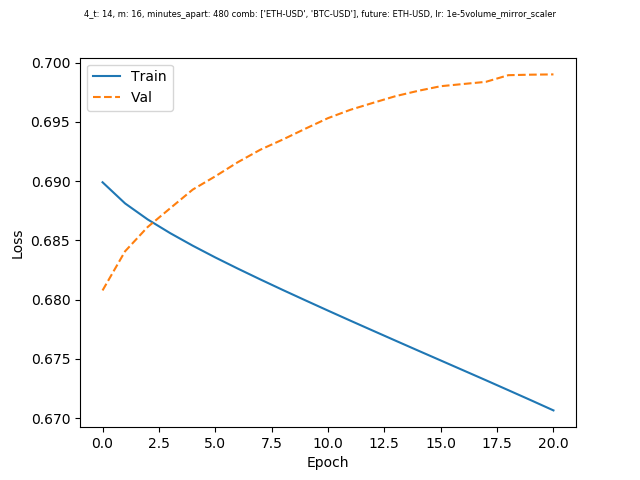 4_t: 14, m: 16, minutes_apart: 480 comb: ['ETH-USD', 'BTC-USD'], future: ETH-USD, lr: 1e-5volume_mirror_scaler
0.700
Train
Val
0.695
0.690
0.685
Loss
0.680
0.675
0.670
0.0 2.5 5.0 7.5 10.0 12.5 15.0 17.5 20.0
Epoch